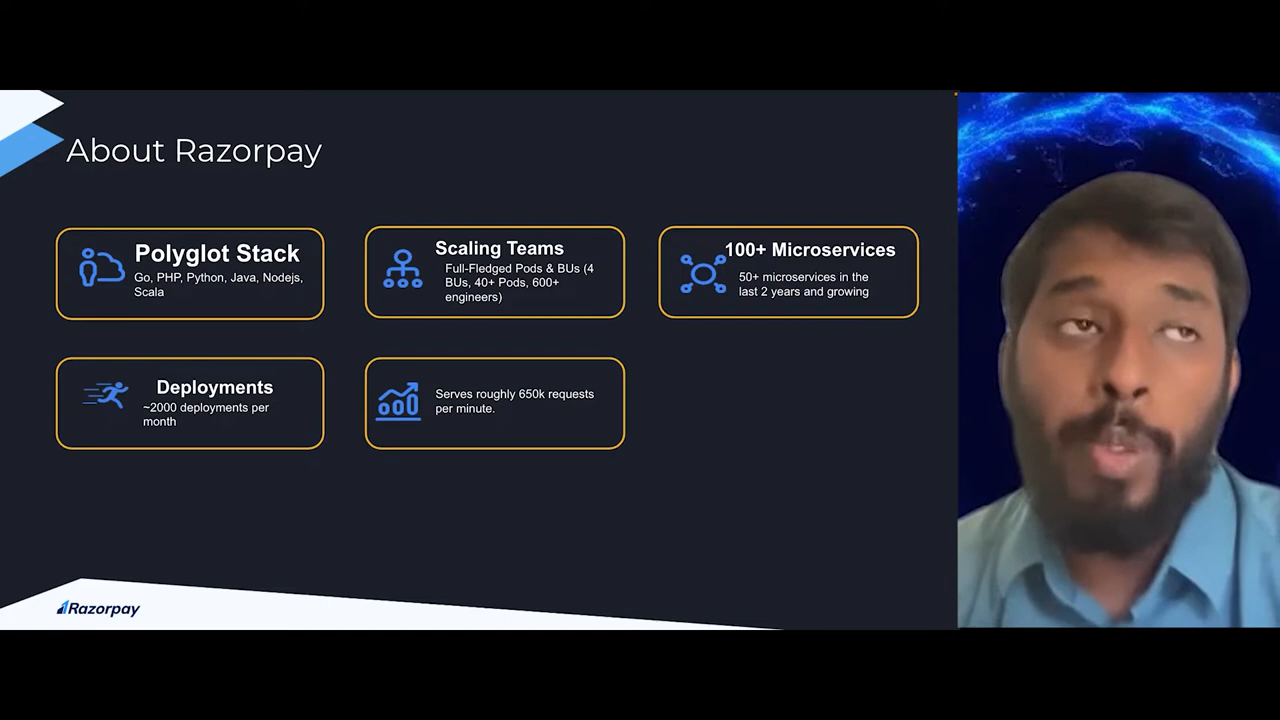 About Razorpay
Polyglot Stack
Go, PHP, Python, Java, Nodejs,
Scala
Scaling Teams
Full-Fledged Pods & BUs (4
BUs, 40+ Pods, 600+
engineers)
100+ Microservices
50+ microservices in the
last 2 years and growing
Deployments
~2000 deployments per
month
Serves roughly 650k requests
per minute.
Razorpay